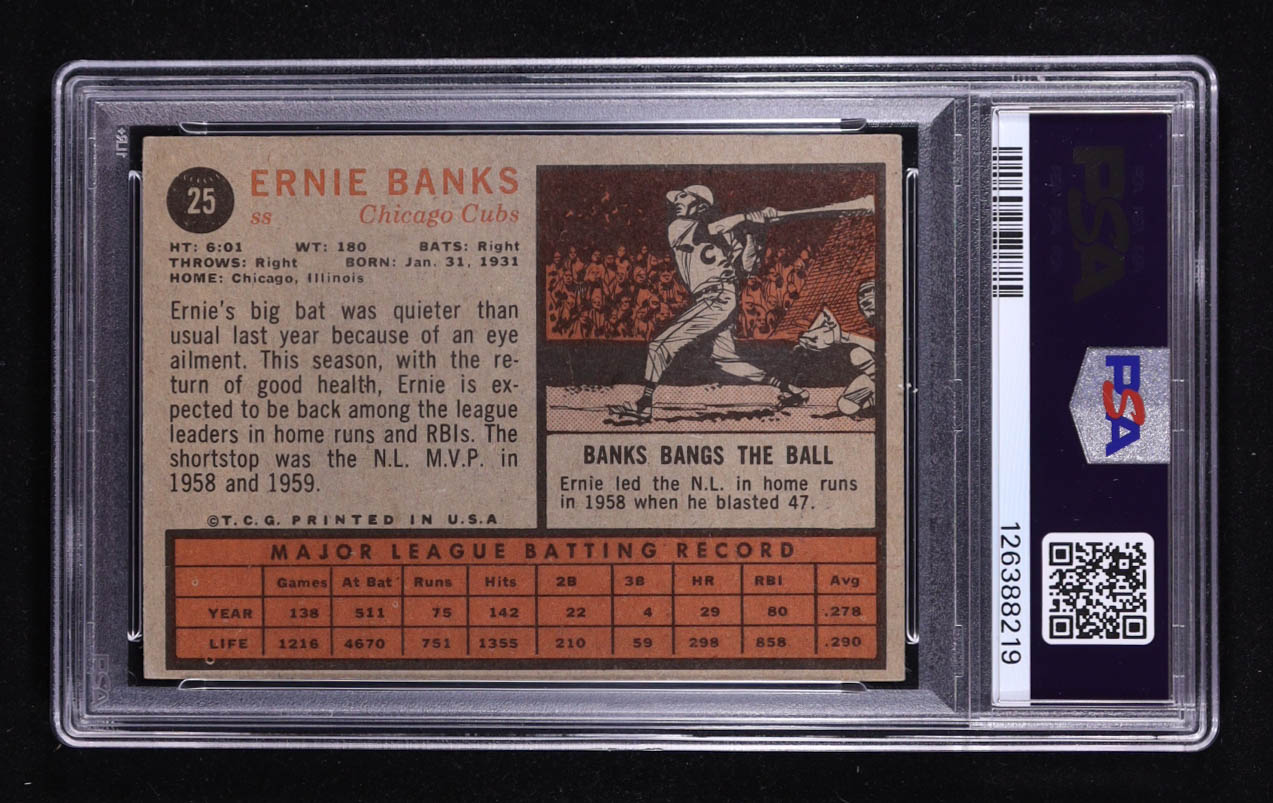 25
ERNIE BANKS
ss Chicago Cubs
HT: 6:01 WT: 180 BATS: Right
THROWS: Right BORN: Jan. 31, 1931
HOME: Chicago, Illinois
Ernie's big bat was quieter than
usual last year because of an eye
ailment. This season, with the re-
turn of good health, Ernie is ex-
pected to be back among the league
leaders in home runs and RBIs. The
shortstop was the N.L. M.V.P. in
1958 and 1959.
©T.C.G. PRINTED IN U.S.A
C
BANKS BANGS THE BALL
Ernie led the N.L. in home runs
in 1958 when he blasted 47.
MAJOR LEAGUE BATTING RECORD
Games At Bat Runs Hits 2B 3B HR RBI Avg
YEAR 138 511 75 142 22 4 29 80 .278
LIFE 1216 4670 751 1355 210 59 298 858 .290
PSA
PSA
PSA
12638882​19